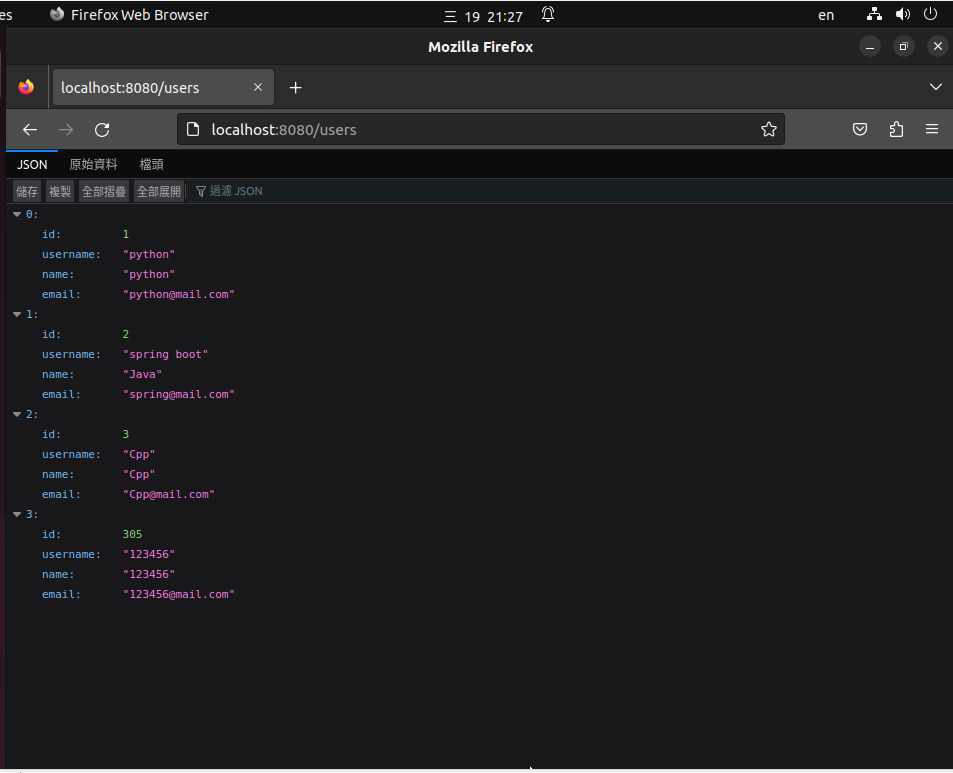 es Firefox Web Browser 三 19 21:27 en
Mozilla Firefox
localhost:8080/users
localhost:8080/users
JSON 原始資料 檔頭
儲存 複製 全部摺疊 全部展開 過濾 JSON
0:
id: 1
username: "python"
name: "python"
email: "python@mail.com"
1:
id: 2
username: "spring boot"
name: "Java"
email: "spring@mail.com"
2:
id: 3
username: "Cpp"
name: "Cpp"
email: "Cpp@mail.com"
3:
id: 305
username: "123456"
name: "123456"
email: "123456@mail.com"